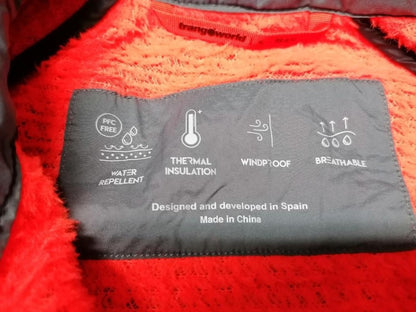 trangoworld
PFC
FREE
WATER
REPELLENT
THERMAL
INSULATION
WINDPROOF
BREATHABLE
Designed and developed in Spain
Made in China